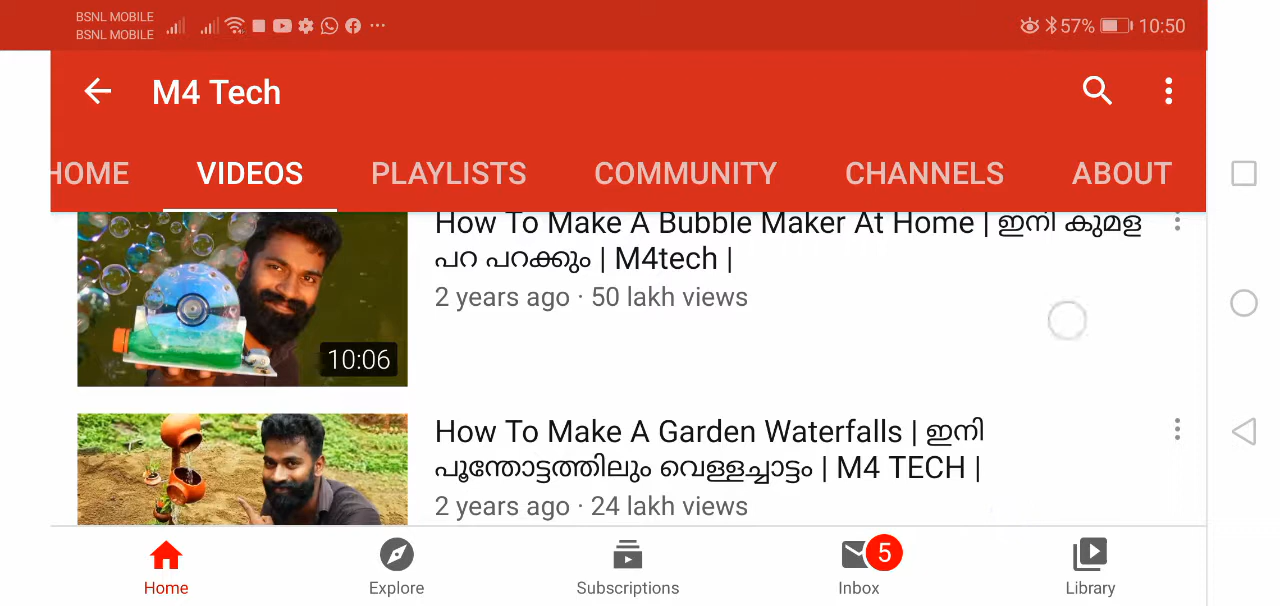 BSNL MOBILE
BSNL MOBILE
57% 10:50
M4 Tech
HOME VIDEOS PLAYLISTS COMMUNITY CHANNELS ABOUT
How To Make A Bubble Maker At Home | ഇനി കുമള
പറ പറക്കും | M4tech |
2 years ago · 50 lakh views
10:06
How To Make A Garden Waterfalls | ഇനി
പൂന്തോട്ടത്തിലും വെള്ളച്ചാട്ടം | M4 TECH |
2 years ago · 24 lakh views
5
Home Explore Subscriptions Inbox Library